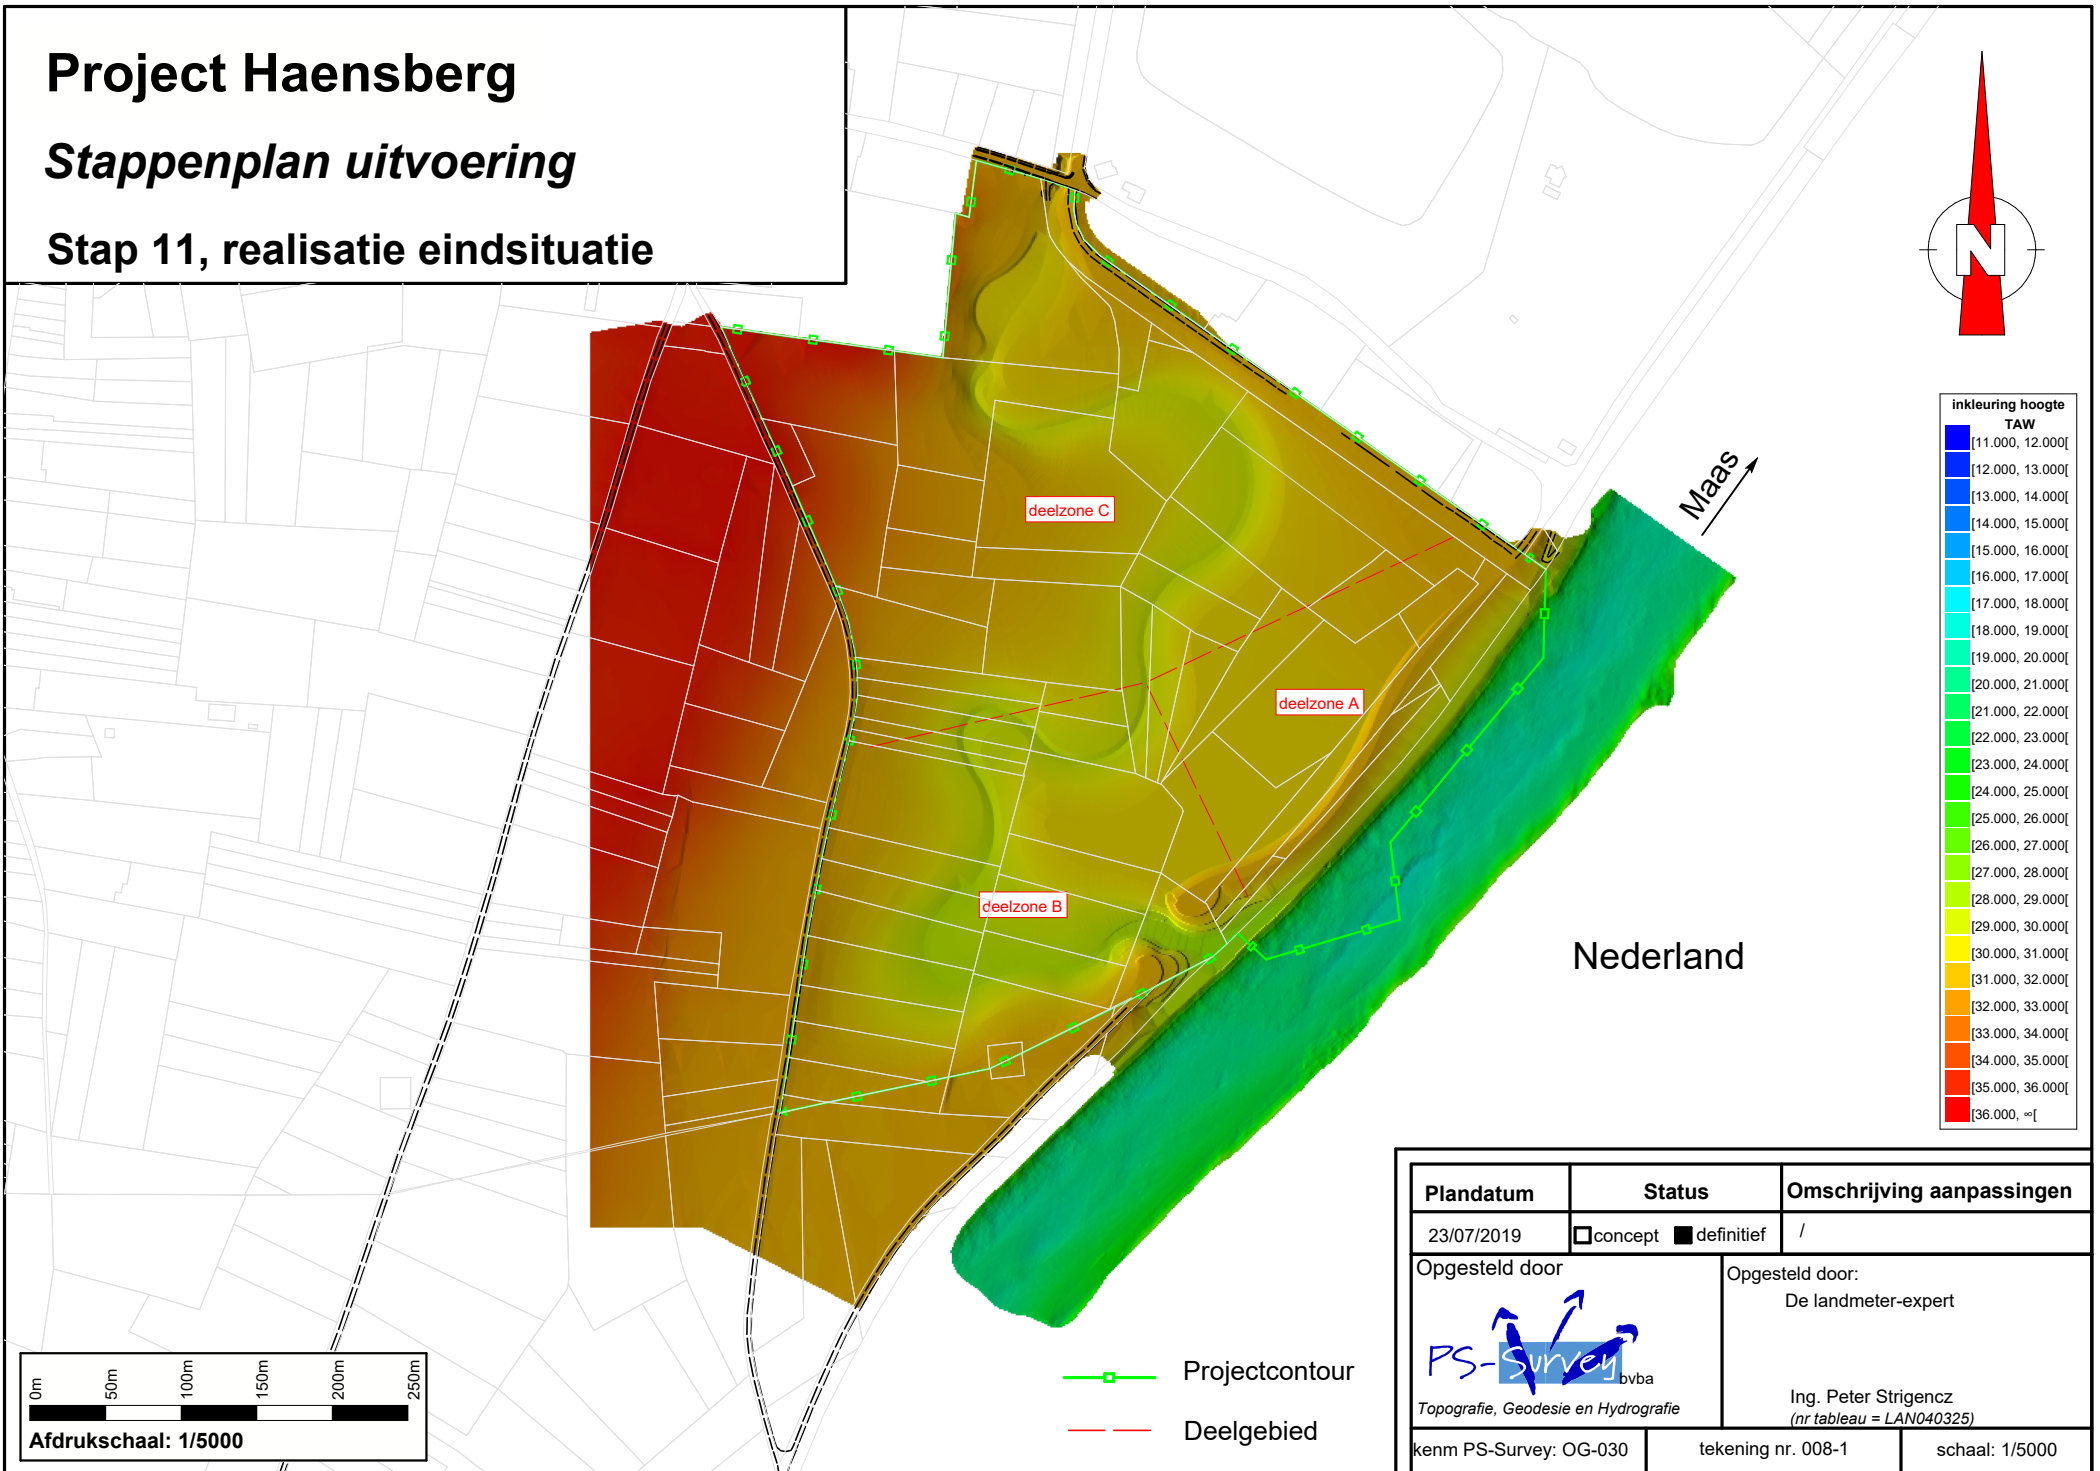 Project Haensberg
Stappenplan uitvoering
Stap 11, realisatie eindsituatie
N
inkleuring hoogte
TAW
[11.000, 12.000[
[12.000, 13.000[
[13.000, 14.000[
[14.000, 15.000[
[15.000, 16.000[
[16.000, 17.000[
[17.000, 18.000[
[18.000, 19.000[
[19.000, 20.000[
[20.000, 21.000[
[21.000, 22.000[
[22.000, 23.000[
[23.000, 24.000[
[24.000, 25.000[
[25.000, 26.000[
[26.000, 27.000[
[27.000, 28.000[
[28.000, 29.000[
[29.000, 30.000[
[30.000, 31.000[
[31.000, 32.000[
[32.000, 33.000[
[33.000, 34.000[
[34.000, 35.000[
[35.000, 36.000[
[36.000, ∞[
Maas
deelzone C
deelzone A
deelzone B
Nederland
Projectcontour
Deelgebied
0m 50m 100m 150m 200m 250m
Afdrukschaal: 1/5000
Plandatum Status Omschrijving aanpassingen
23/07/2019 concept definitief /
Opgesteld door
PS-Survey bvba
Topografie, Geodesie en Hydrografie
Opgesteld door:
De landmeter-expert
Ing. Peter Strigencz
(nr tableau = LAN040325)
kenm PS-Survey: OG-030 tekening nr. 008-1 schaal: 1/5000